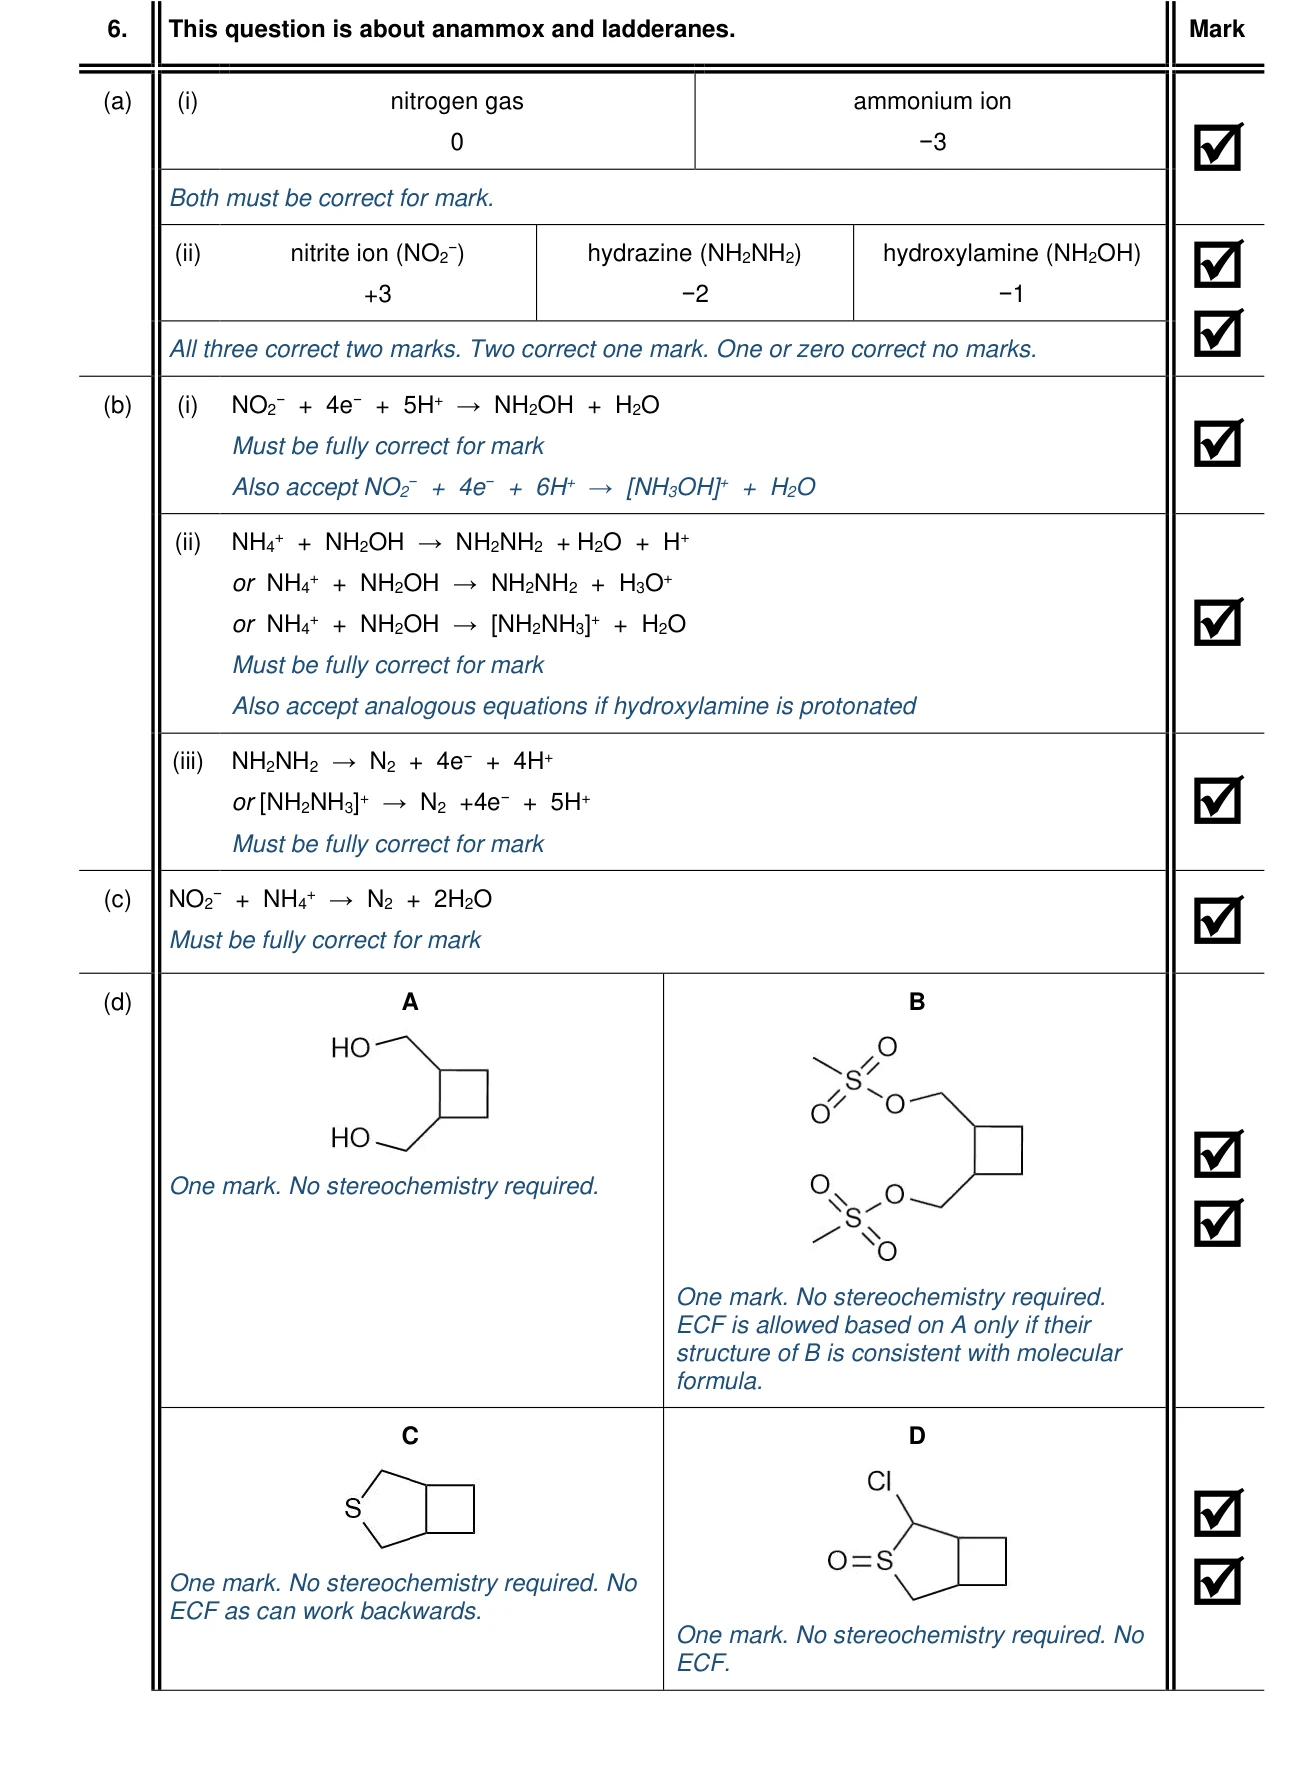 6. This question is about anammox and ladderanes. Mark
(a) (i) nitrogen gas ammonium ion
0 −3
Both must be correct for mark.
(ii) nitrite ion (NO₂⁻) hydrazine (NH₂NH₂) hydroxylamine (NH₂OH)
+3 −2 −1
All three correct two marks. Two correct one mark. One or zero correct no marks.
(b) (i) NO₂⁻ + 4e⁻ + 5H⁺ → NH₂OH + H₂O
Must be fully correct for mark
Also accept NO₂⁻ + 4e⁻ + 6H⁺ → [NH₃OH]⁺ + H₂O
(ii) NH₄⁺ + NH₂OH → NH₂NH₂ + H₂O + H⁺
or NH₄⁺ + NH₂OH → NH₂NH₂ + H₃O⁺
or NH₄⁺ + NH₂OH → [NH₂NH₃]⁺ + H₂O
Must be fully correct for mark
Also accept analogous equations if hydroxylamine is protonated
(iii) NH₂NH₂ → N₂ + 4e⁻ + 4H⁺
or [NH₂NH₃]⁺ → N₂ +4e⁻ + 5H⁺
Must be fully correct for mark
(c) NO₂⁻ + NH₄⁺ → N₂ + 2H₂O
Must be fully correct for mark
(d) A
HO
HO
One mark. No stereochemistry required.
B
O
S
O O
O O
S
O
One mark. No stereochemistry required.
ECF is allowed based on A only if their
structure of B is consistent with molecular
formula.
C
S
One mark. No stereochemistry required. No
ECF as can work backwards.
D
Cl
O=S
One mark. No stereochemistry required. No
ECF.